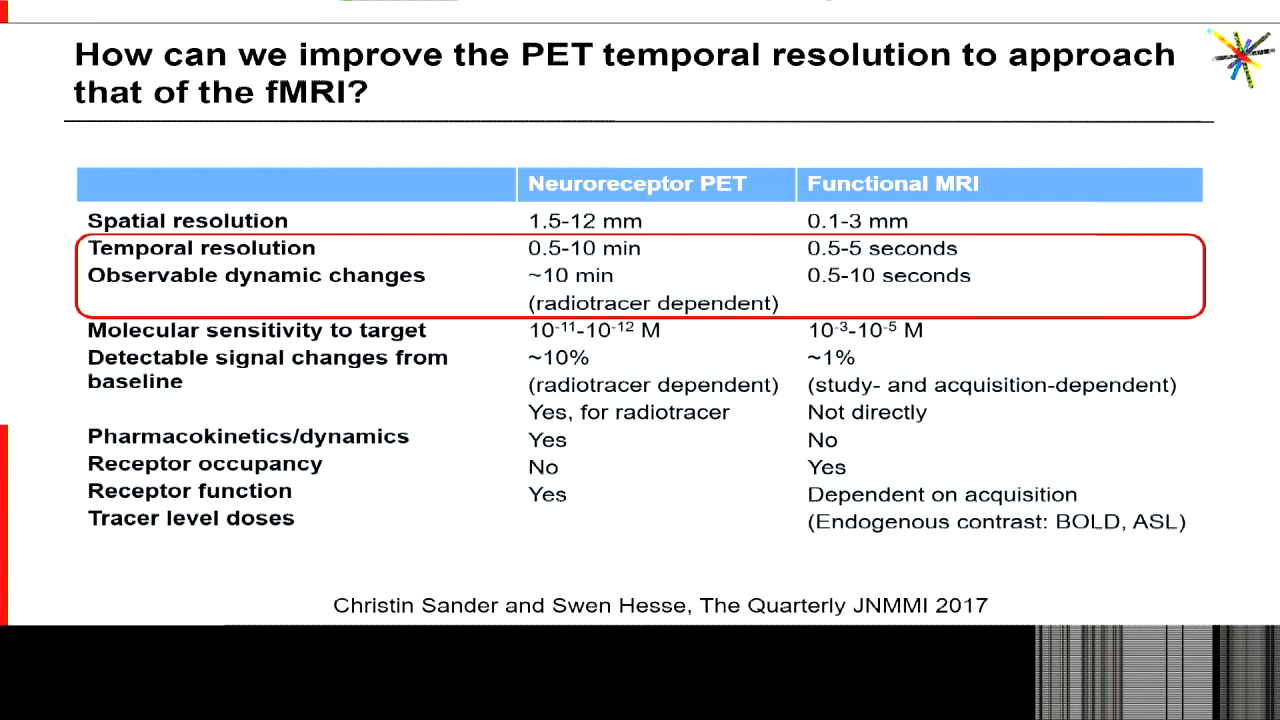 How can we improve the PET temporal resolution to approach
that of the fMRI?
Neuroreceptor PET Functional MRI
Spatial resolution 1.5-12 mm 0.1-3 mm
Temporal resolution 0.5-10 min 0.5-5 seconds
Observable dynamic changes ~10 min 0.5-10 seconds
(radiotracer dependent)
Molecular sensitivity to target 10⁻¹¹-10⁻¹² M 10⁻³-10⁻⁵ M
Detectable signal changes from ~10% ~1%
baseline (radiotracer dependent) (study- and acquisition-dependent)
Yes, for radiotracer Not directly
Pharmacokinetics/dynamics Yes No
Receptor occupancy No Yes
Receptor function Yes Dependent on acquisition
Tracer level doses (Endogenous contrast: BOLD, ASL)
Christin Sander and Swen Hesse, The Quarterly JNMMI 2017